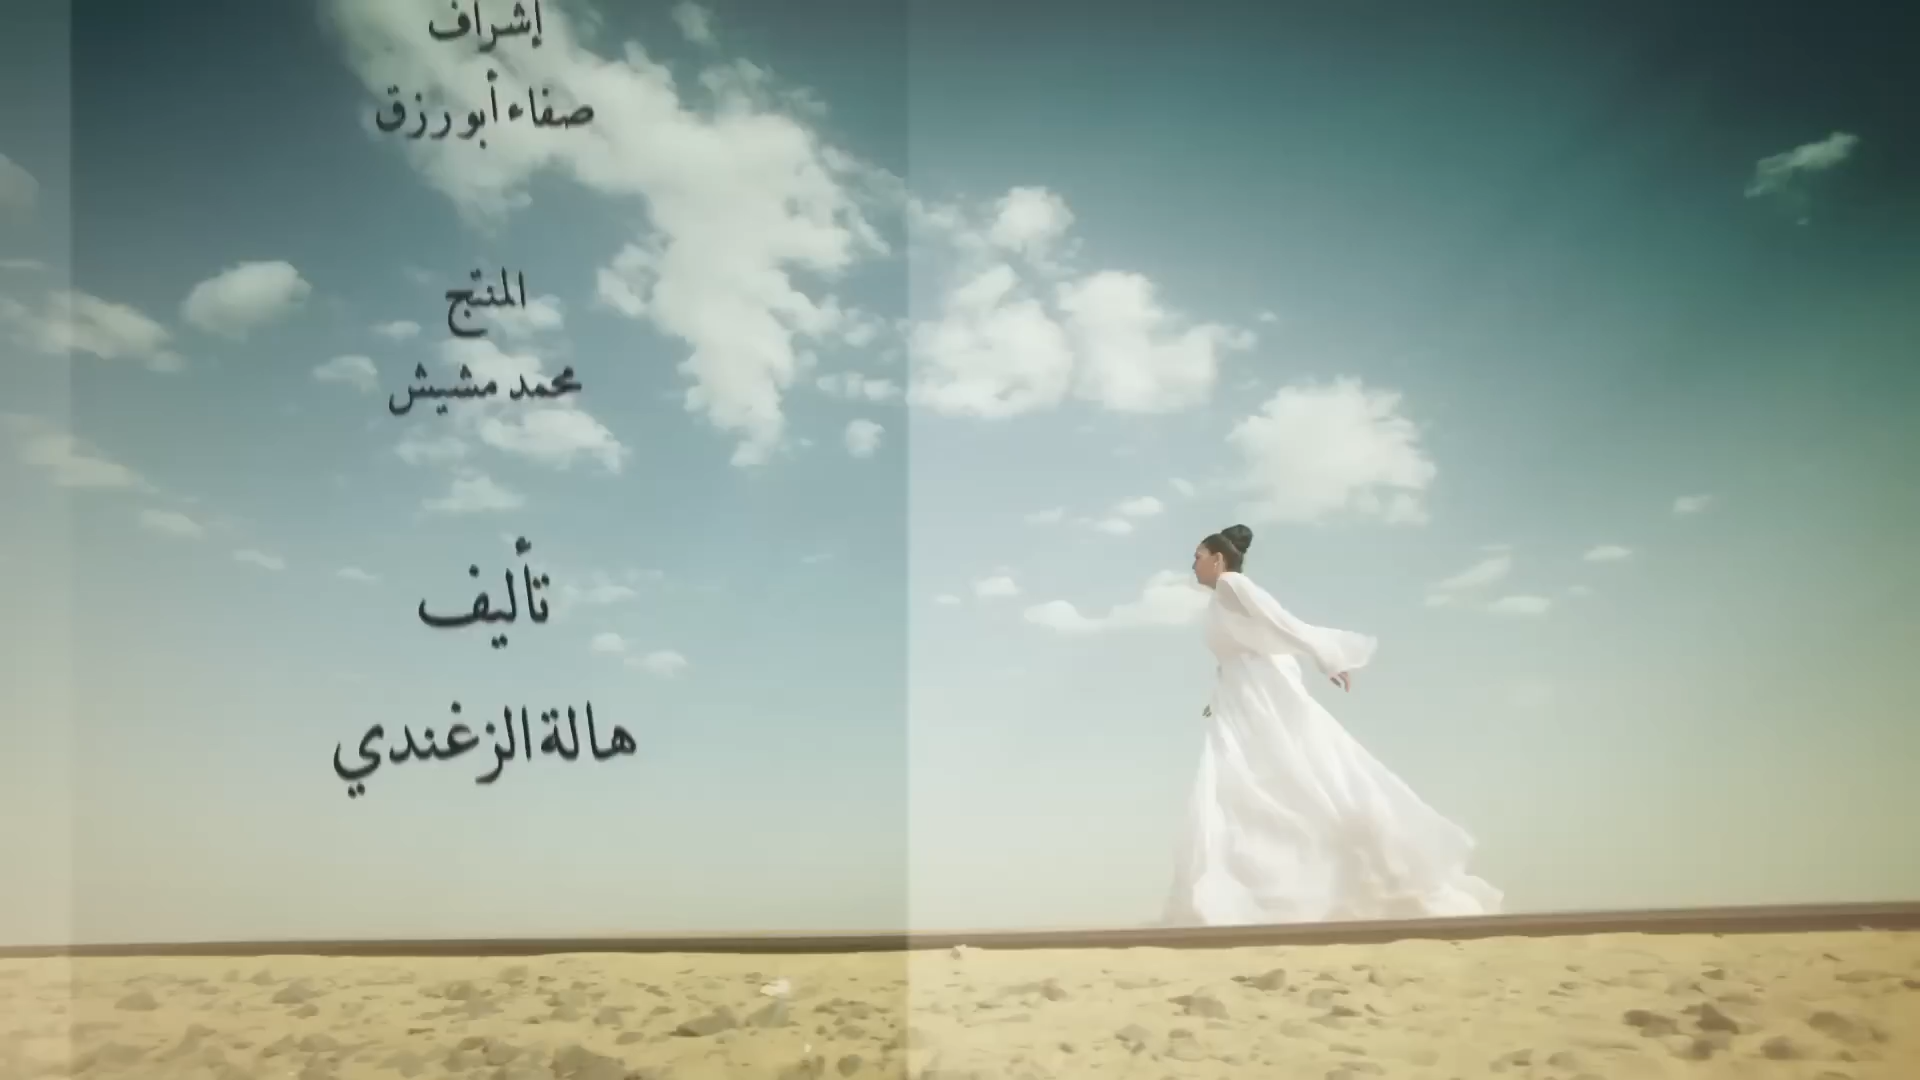 إشراف
صفاء أبو رزق
المنتج
محمد مشيش
تأليف
هالة الزغندي